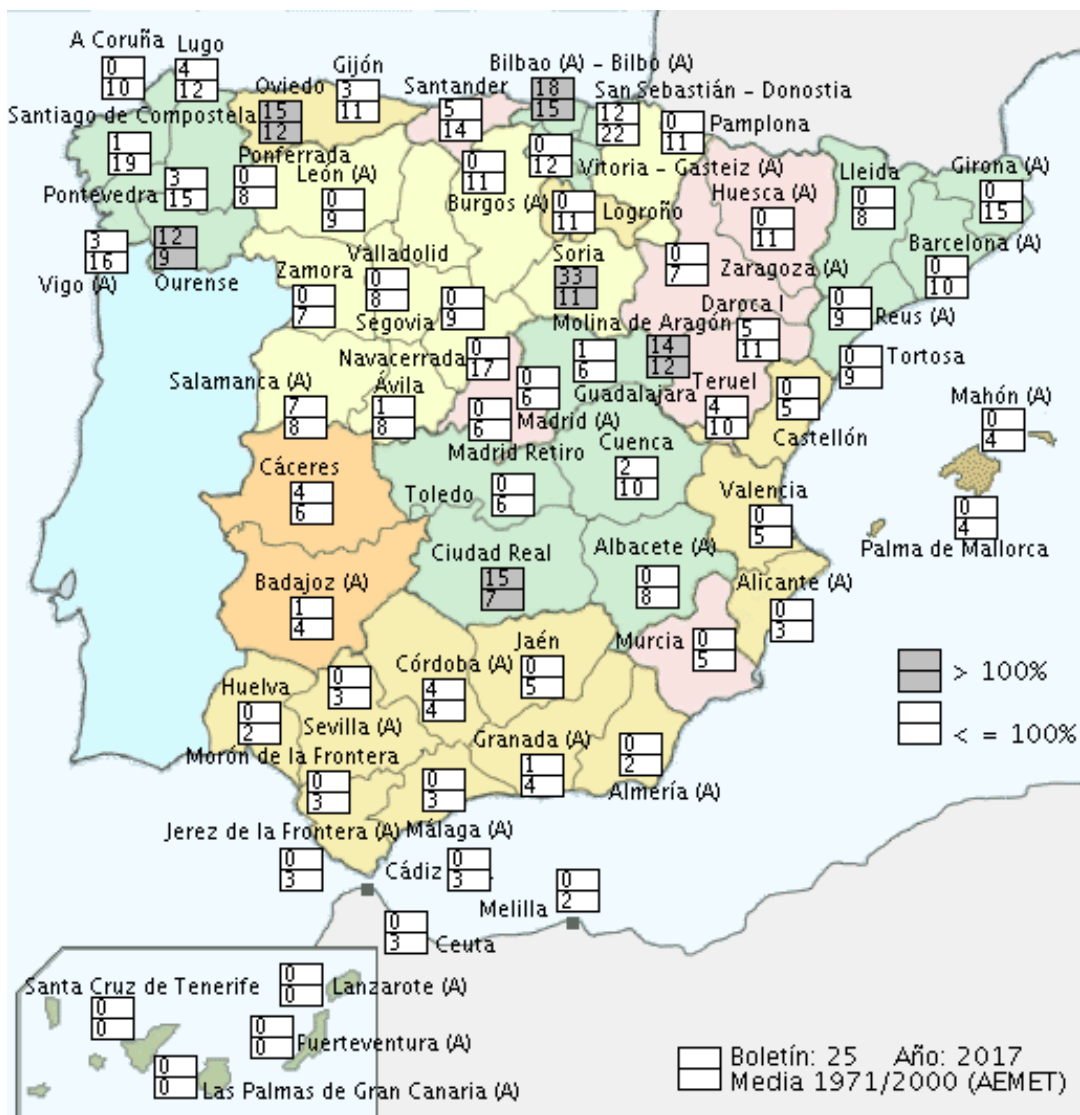 A Coruña
0
10
Lugo
4
12
Oviedo
15
12
Gijón
3
11
Santander
5
14
Bilbao (A) - Bilbo (A)
18
15
San Sebastián - Donostia
12
22
Pamplona
0
11
Santiago de Compostela
1
19
Pontevedra
3
15
Ponferrada
0
8
León (A)
0
9
Burgos (A)
0
11
Vitoria - Gasteiz (A)
0
12
Logroño
0
11
Huesca (A)
0
11
Lleida
0
8
Girona (A)
0
15
Vigo (A)
3
16
Ourense
12
9
Zamora
0
7
Valladolid
0
8
Soria
33
11
Zaragoza (A)
0
7
Barcelona (A)
0
10
Segovia
0
9
Molina de Aragón
14
12
Daroca I
5
11
Reus (A)
0
9
Tortosa
0
9
Navacerrada
0
17
Guadalajara
1
6
Salamanca (A)
7
8
Ávila
1
8
Madrid (A)
0
6
Madrid Retiro
0
6
Teruel
4
10
Castellón
0
5
Mahón (A)
0
4
Cáceres
4
6
Toledo
0
6
Cuenca
2
10
Valencia
0
5
Palma de Mallorca
0
4
Badajoz (A)
1
4
Ciudad Real
15
7
Albacete (A)
0
8
Alicante (A)
0
3
Murcia
0
5
Huelva
0
2
Sevilla (A)
0
3
Córdoba (A)
4
4
Jaén
0
5
Morón de la Frontera
0
3
Granada (A)
1
4
Almería (A)
0
2
Jerez de la Frontera (A)
0
3
Málaga (A)
0
3
Cádiz
0
3
Melilla
0
2
Ceuta
0
3
> 100%
< = 100%
Santa Cruz de Tenerife
0
0
Lanzarote (A)
0
0
Fuerteventura (A)
0
0
Las Palmas de Gran Canaria (A)
0
0
Boletín: 25 Año: 2017
Media 1971/2000 (AEMET)